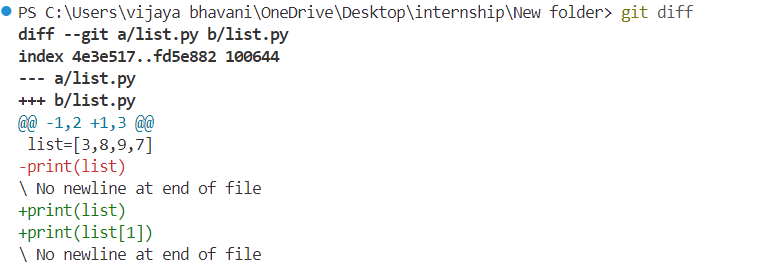 PS C:\Users\vijaya bhavani\OneDrive\Desktop\internship\New folder> git diff
diff --git a/list.py b/list.py
index 4e3e517..fd5e882 100644
--- a/list.py
+++ b/list.py
@@ -1,2 +1,3 @@
 list=[3,8,9,7]
-print(list)
\ No newline at end of file
+print(list)
+print(list[1])
\ No newline at end of file